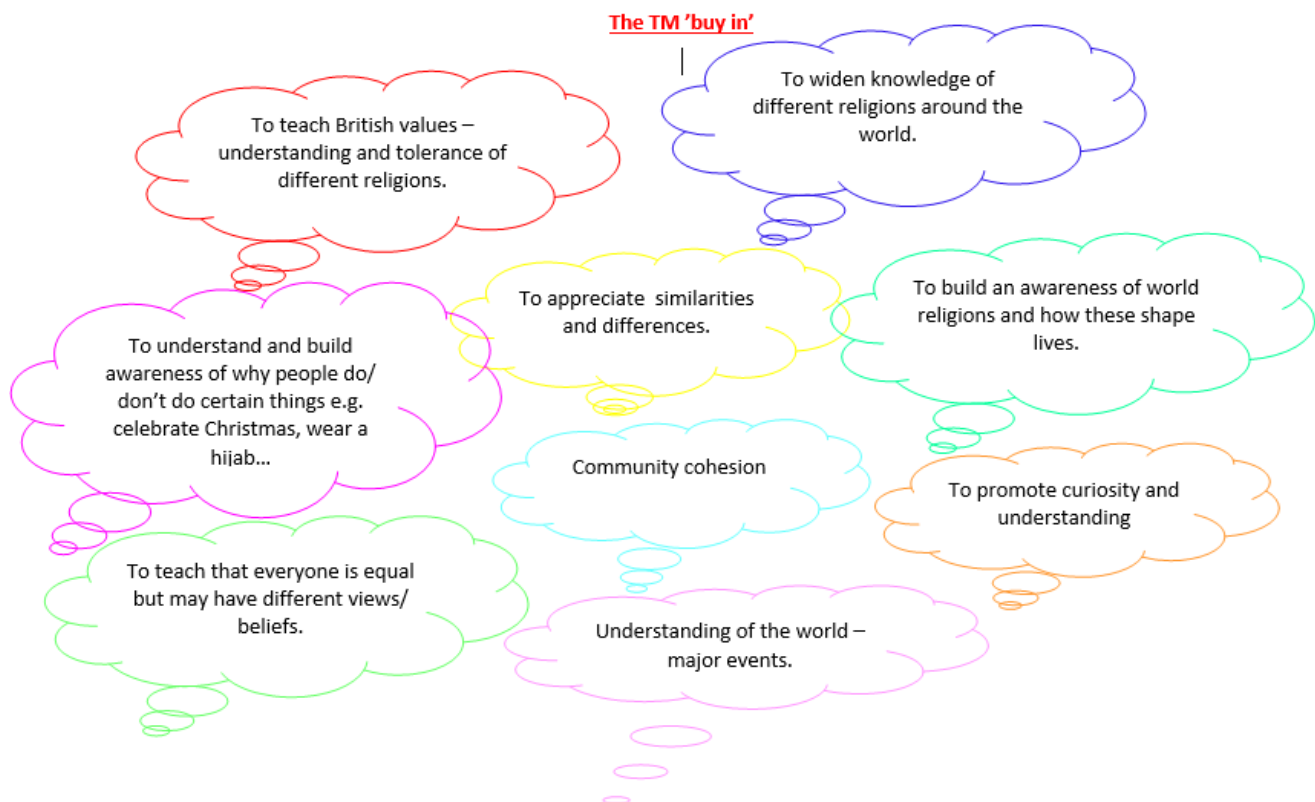 The TM ’buy in’
To widen knowledge of
different religions around the
world.
To teach British values –
understanding and tolerance of
different religions.
To appreciate  similarities
and differences.
To build an awareness of world
religions and how these shape
lives.
To understand and build
awareness of why people do/
don’t do certain things e.g.
celebrate Christmas, wear a
hijab…
Community cohesion
To promote curiosity and
understanding
To teach that everyone is equal
but may have different views/
beliefs.
Understanding of the world –
major events.